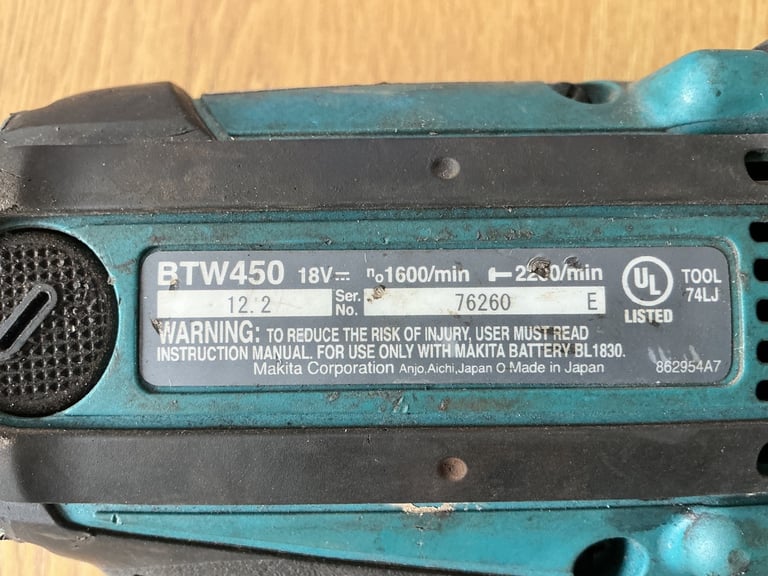 BTW450 18V⎓ n₀1600/min 2200/min
12.2 Ser. No. 76260 E
UL LISTED
TOOL 74LJ
WARNING: TO REDUCE THE RISK OF INJURY, USER MUST READ
INSTRUCTION MANUAL. FOR USE ONLY WITH MAKITA BATTERY BL1830.
Makita Corporation Anjo,Aichi,Japan O Made in Japan 862954A7